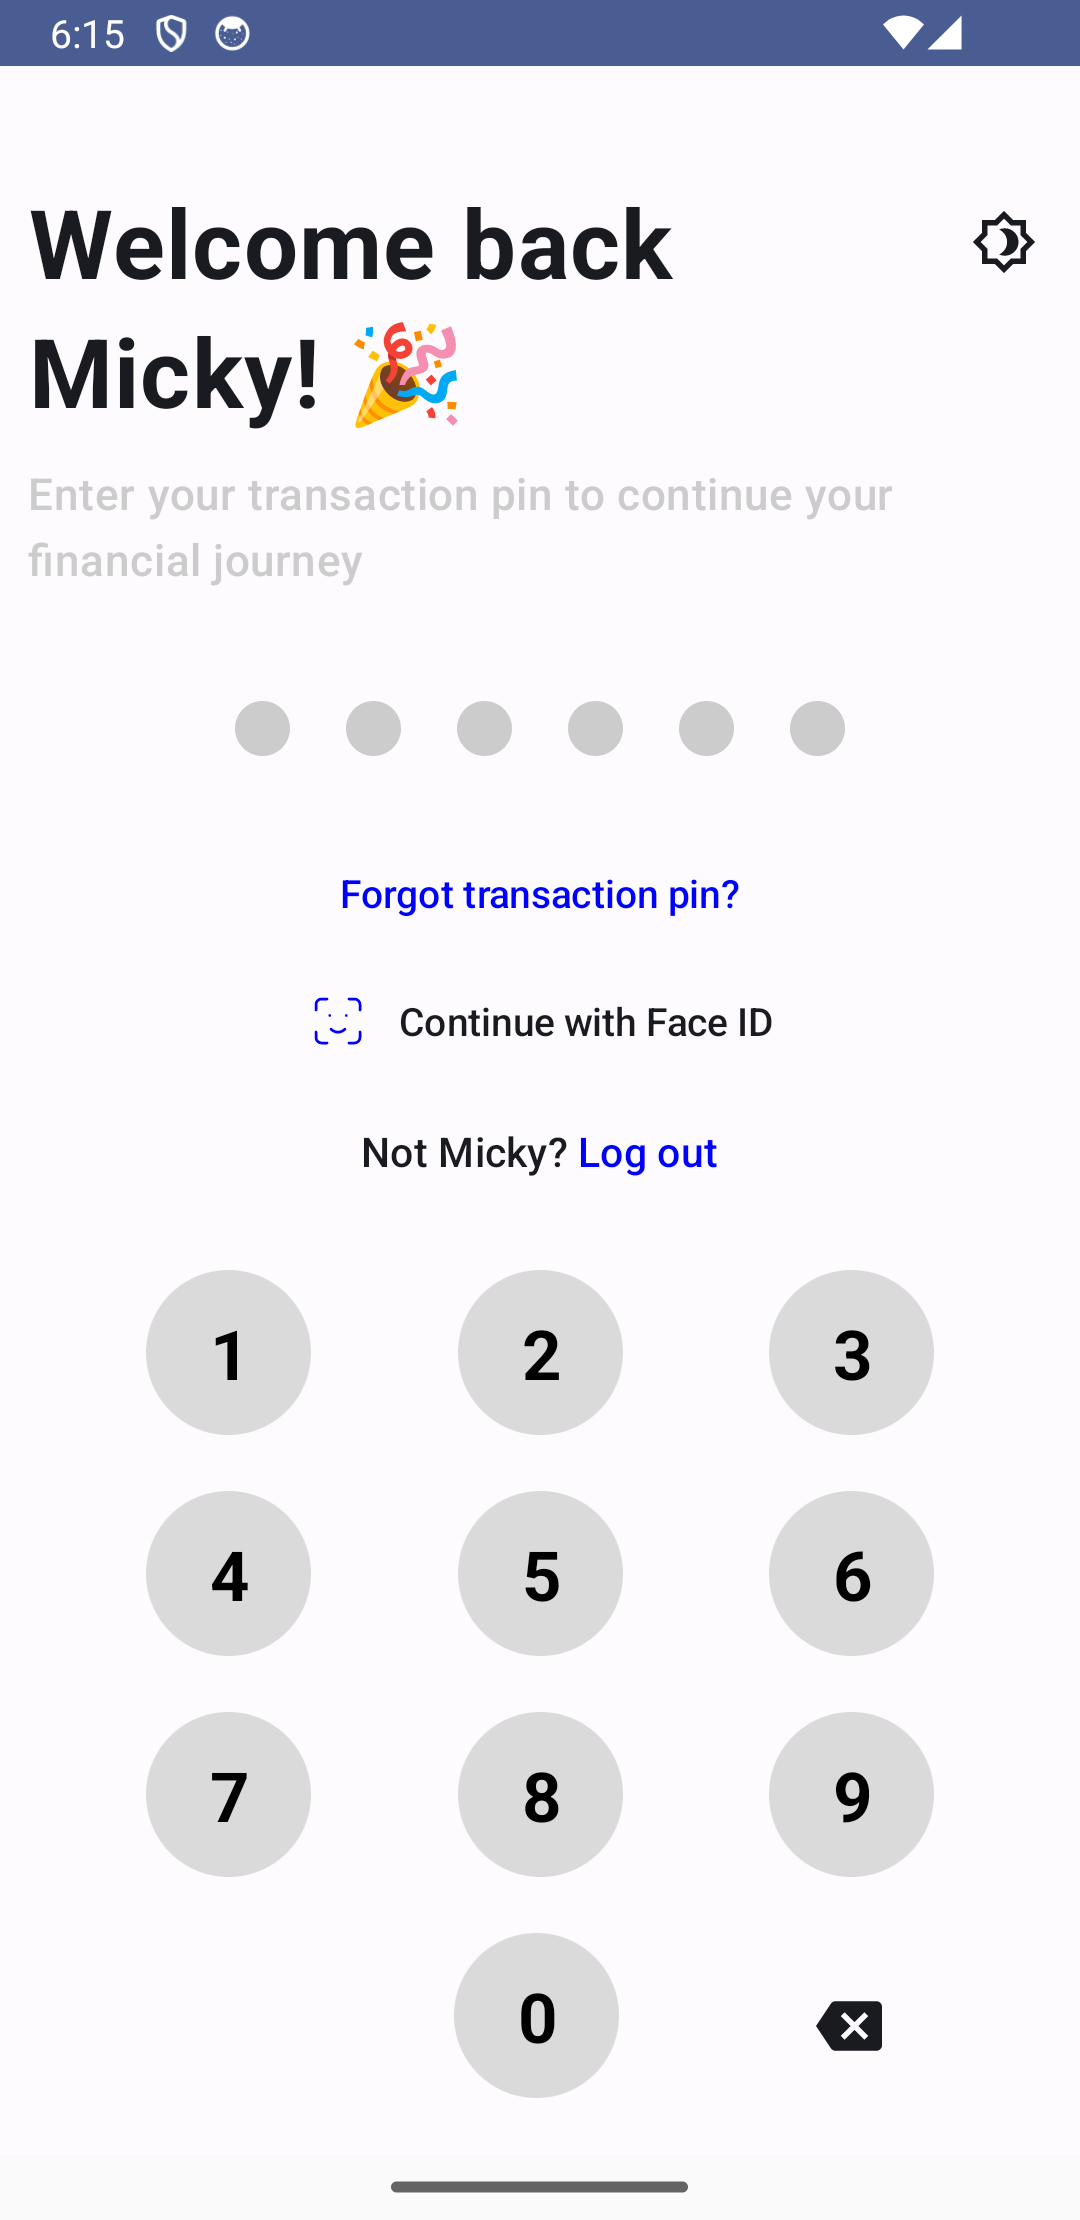 6:15
Welcome back
Micky! 🎉
Enter your transaction pin to continue your
financial journey
Forgot transaction pin?
Continue with Face ID
Not Micky? Log out
1 2 3
4 5 6
7 8 9
0